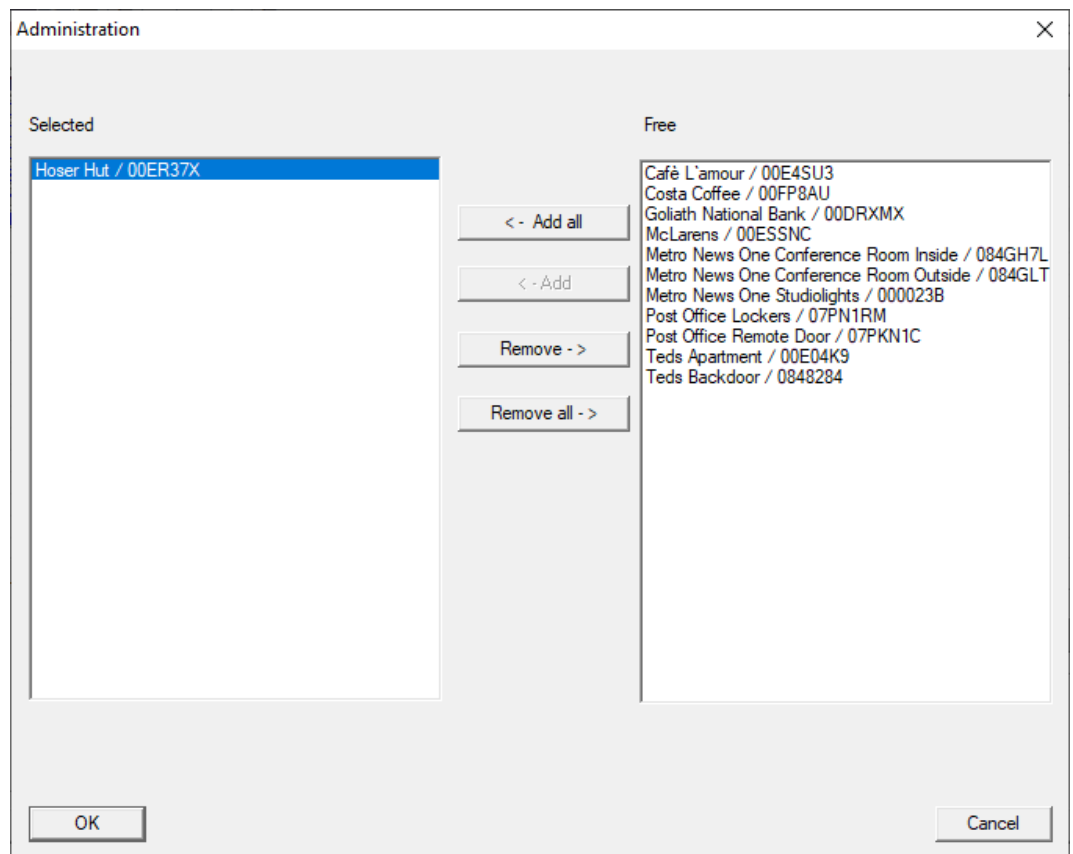 Administration
Selected
Hoser Hut / 00ER37X
<- Add all
<-Add
Remove ->
Remove all ->
Free
Cafè L`amour / 00E4SU3
Costa Coffee / 00FP8AU
Goliath National Bank / 00DRXMX
McLarens / 00ESSNC
Metro News One Conference Room Inside / 084GH7L
Metro News One Conference Room Outside / 084GLT
Metro News One Studiolights / 000023B
Post Office Lockers / 07PN1RM
Post Office Remote Door / 07PKN1C
Teds Apartment / 00E04K9
Teds Backdoor / 0848284
OK
Cancel